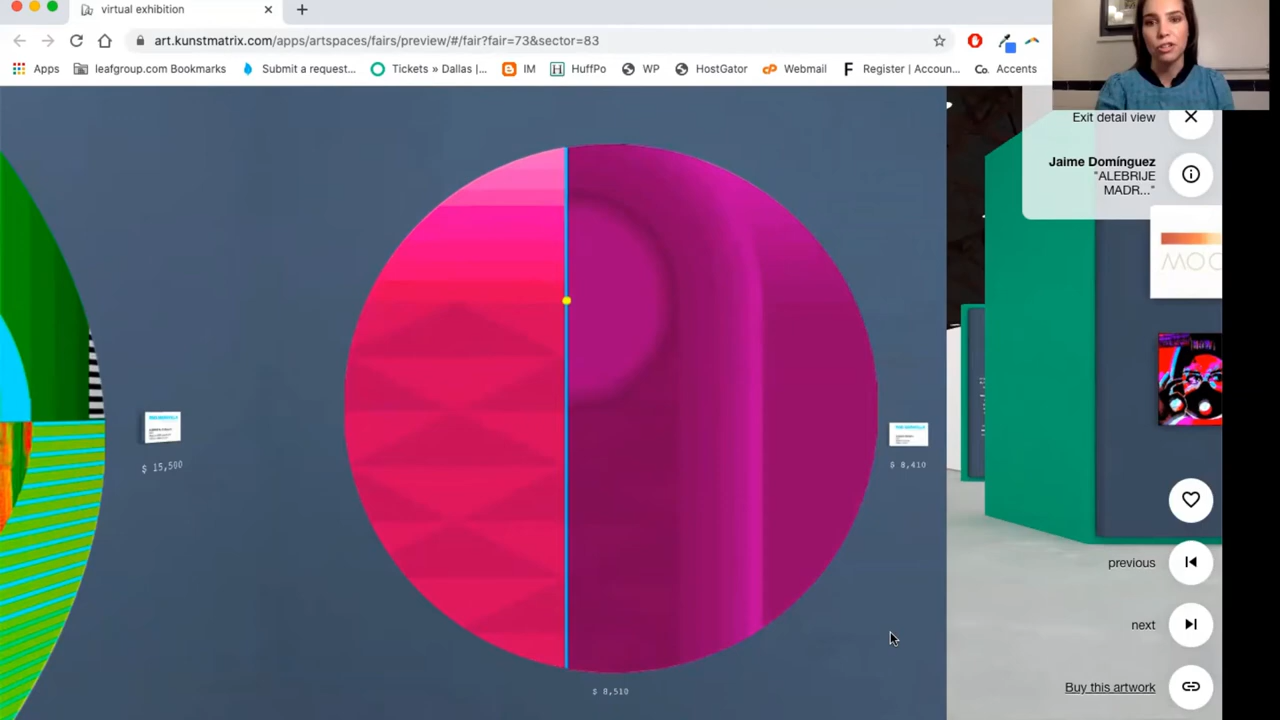 virtual exhibition
art.kunstmatrix.com/apps/artspaces/fairs/preview/#/fair?fair=73&sector=83
Apps leafgroup.com Bookmarks Submit a request... Tickets » Dallas |... IM HuffPo WP HostGator Webmail Register | Accoun... Co. Accents
Exit detail view
Jaime Domínguez
"ALEBRIJE
MADR..."
MOO
$ 15,500
$ 8,410
$ 8,510
previous
next
Buy this artwork